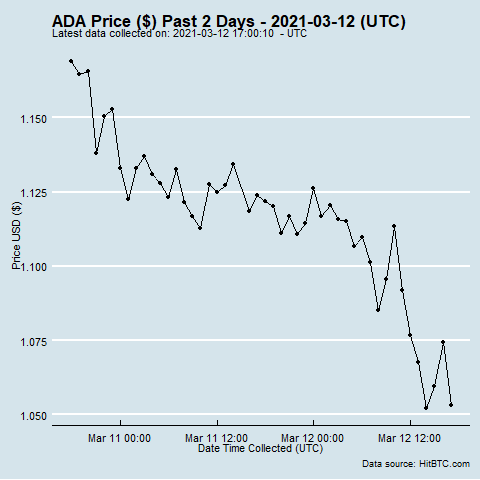 ADA Price ($) Past 2 Days - 2021-03-12 (UTC)
Latest data collected on: 2021-03-12 17:00:10 - UTC
1.150
1.125
1.100
1.075
1.050
Price USD ($)
Mar 11 00:00 Mar 11 12:00 Mar 12 00:00 Mar 12 12:00
Date Time Collected (UTC)
Data source: HitBTC.com